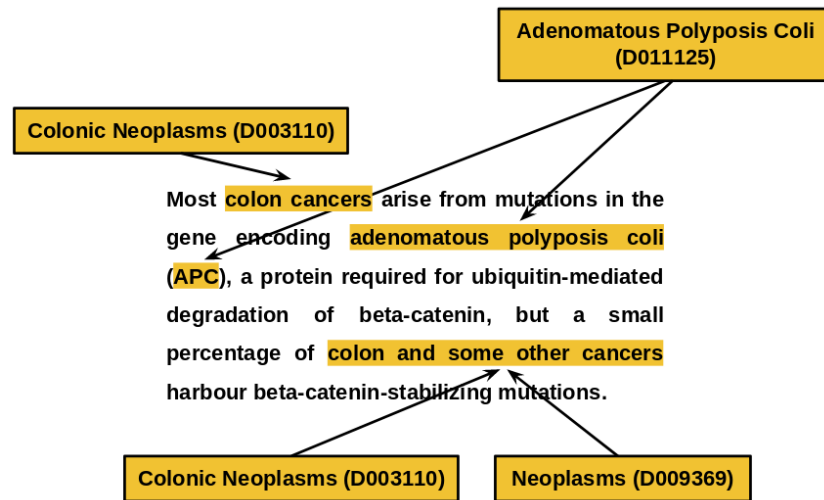 Adenomatous Polyposis Coli
(D011125)
Colonic Neoplasms (D003110)
Most colon cancers arise from mutations in the
gene encoding adenomatous polyposis coli
(APC), a protein required for ubiquitin-mediated
degradation of beta-catenin, but a small
percentage of colon and some other cancers
harbour beta-catenin-stabilizing mutations.
Colonic Neoplasms (D003110)
Neoplasms (D009369)